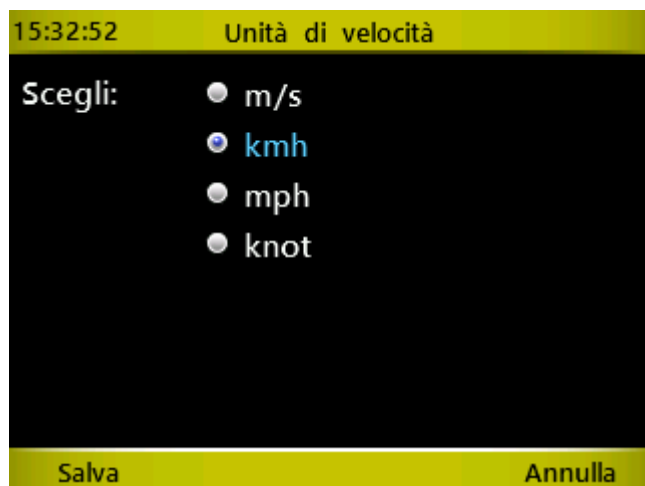 15:32:52 Unità di velocità
Scegli: m/s
kmh
mph
knot
Salva Annulla